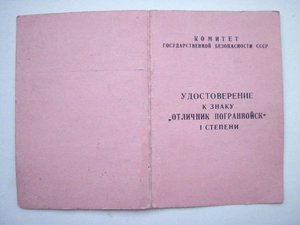 КОМИТЕТ
ГОСУДАРСТВЕННОЙ БЕЗОПАСНОСТИ СССР
УДОСТОВЕРЕНИЕ
К ЗНАКУ
„ОТЛИЧНИК ПОГРАНВОЙСК“
I СТЕПЕНИ